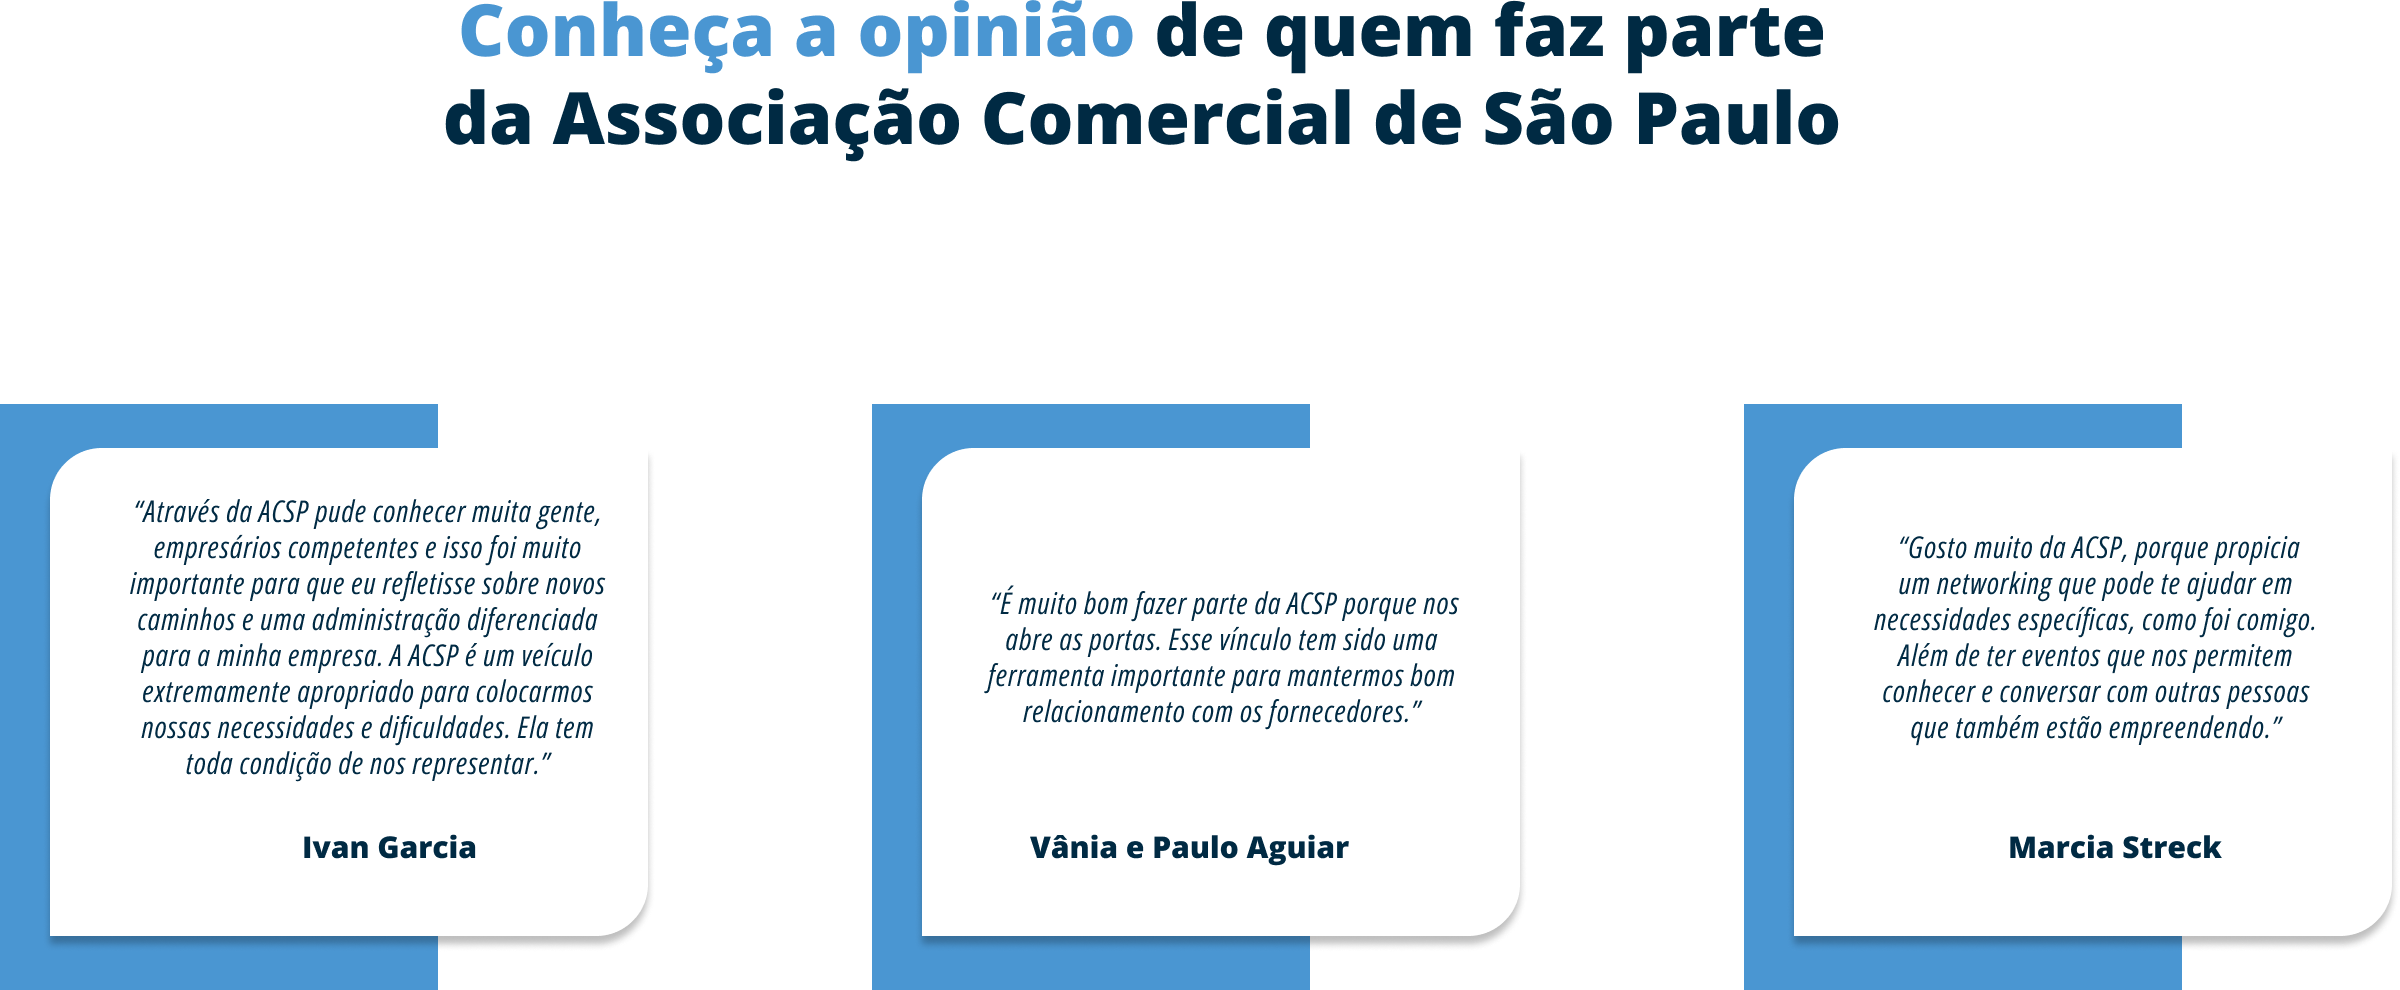 Conheça a opinião de quem faz parte
da Associação Comercial de São Paulo
“Através da ACSP pude conhecer muita gente,
empresários competentes e isso foi muito
importante para que eu refletisse sobre novos
caminhos e uma administração diferenciada
para a minha empresa. A ACSP é um veículo
extremamente apropriado para colocarmos
nossas necessidades e dificuldades. Ela tem
toda condição de nos representar.”
Ivan Garcia
“É muito bom fazer parte da ACSP porque nos
abre as portas. Esse vínculo tem sido uma
ferramenta importante para mantermos bom
relacionamento com os fornecedores.”
Vânia e Paulo Aguiar
“Gosto muito da ACSP, porque propicia
um networking que pode te ajudar em
necessidades específicas, como foi comigo.
Além de ter eventos que nos permitem
conhecer e conversar com outras pessoas
que também estão empreendendo.”
Marcia Streck